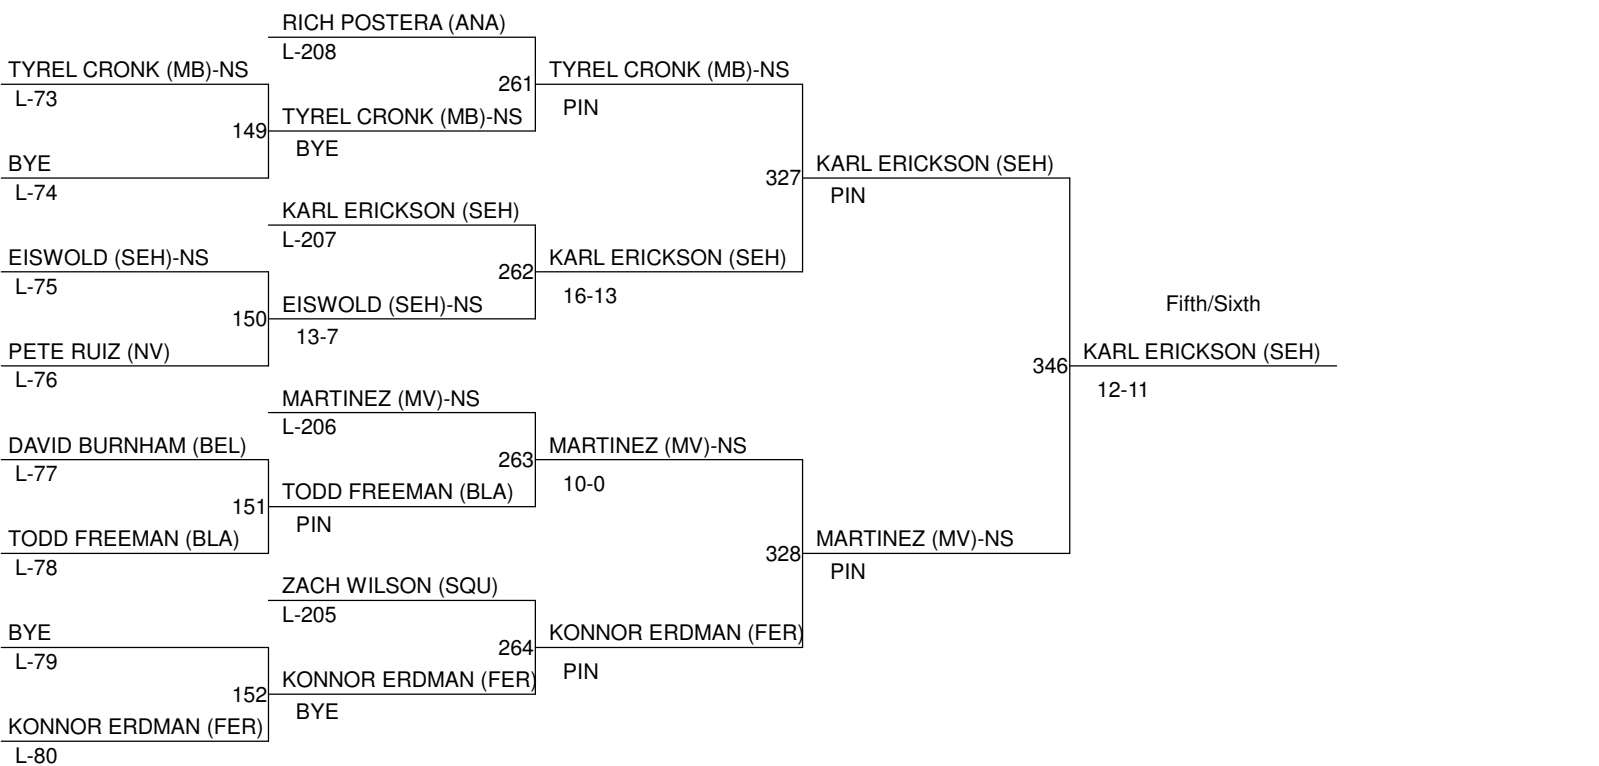 RICH POSTERA (ANA)
L-208
TYREL CRONK (MB)-NS
L-73
261
TYREL CRONK (MB)-NS
PIN
149
TYREL CRONK (MB)-NS
BYE
BYE
L-74
327
KARL ERICKSON (SEH)
PIN
KARL ERICKSON (SEH)
L-207
EISWOLD (SEH)-NS
L-75
262
KARL ERICKSON (SEH)
16-13
150
EISWOLD (SEH)-NS
13-7
Fifth/Sixth
PETE RUIZ (NV)
L-76
346
KARL ERICKSON (SEH)
12-11
MARTINEZ (MV)-NS
L-206
DAVID BURNHAM (BEL)
L-77
263
MARTINEZ (MV)-NS
10-0
151
TODD FREEMAN (BLA)
PIN
TODD FREEMAN (BLA)
L-78
328
MARTINEZ (MV)-NS
PIN
ZACH WILSON (SQU)
L-205
BYE
L-79
264
KONNOR ERDMAN (FER)
PIN
152
KONNOR ERDMAN (FER)
BYE
KONNOR ERDMAN (FER)
L-80